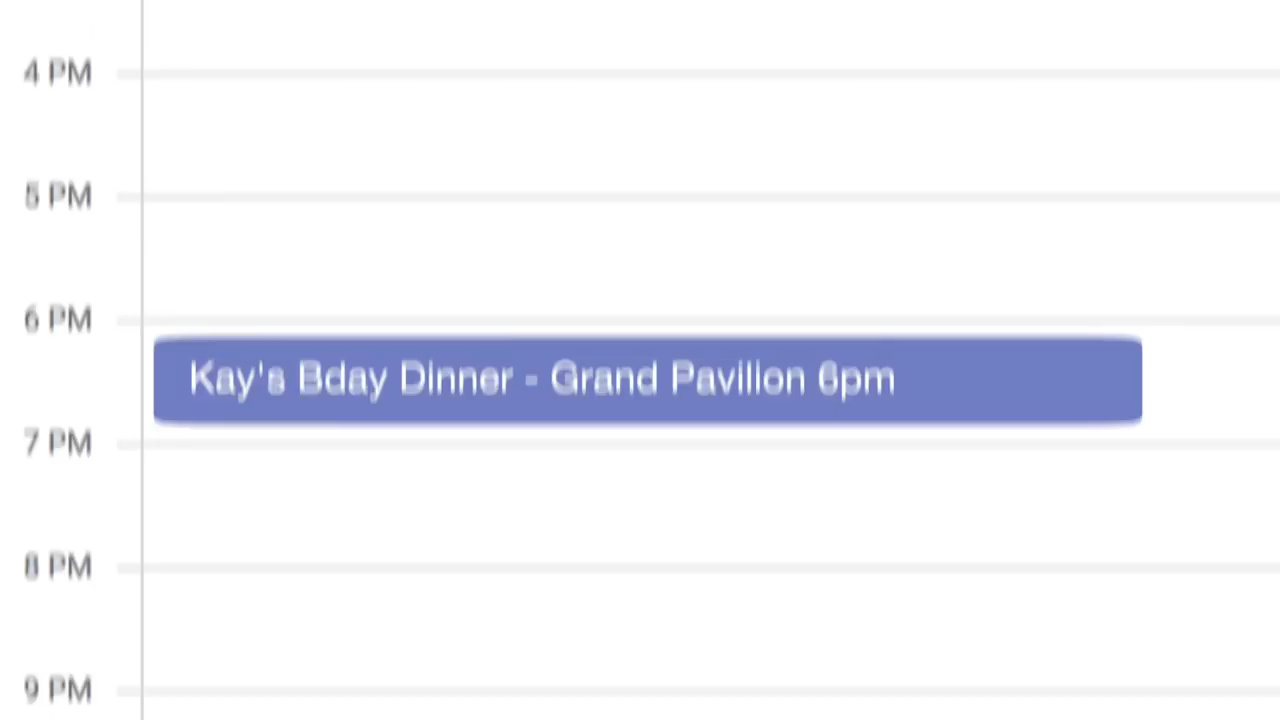 4 PM
5 PM
6 PM
Kay's Bday Dinner - Grand Pavilion 6pm
7 PM
8 PM
9 PM